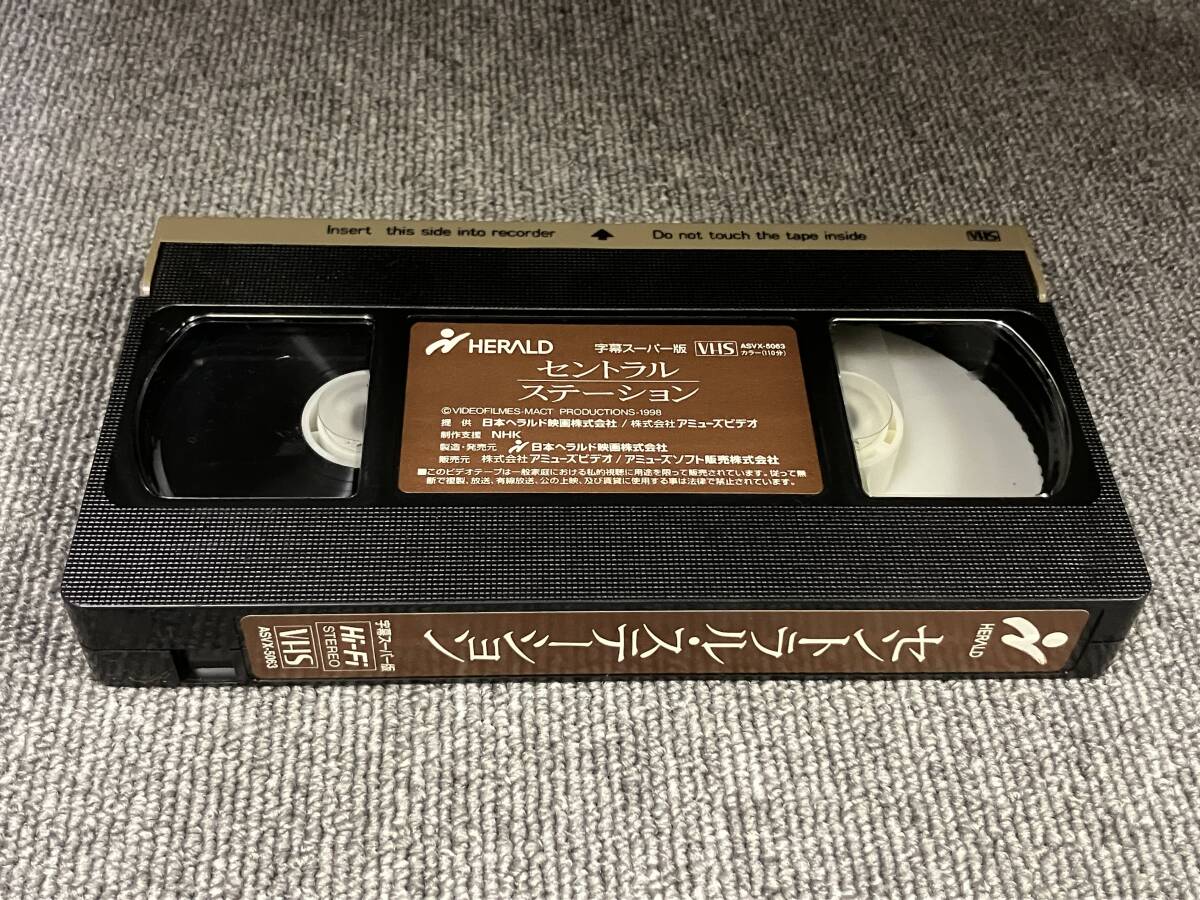 Insert this side into recorder Do not touch the tape inside VHS
HERALD 字幕スーパー版 VHS ASVX-5063
カラー(110分)
セントラル
ステーション
©VIDEOFILMES-MACT PRODUCTIONS-1998
提 供 日本ヘラルド映画株式会社/株式会社アミューズビデオ
制作支援 NHK
製造・発売元 日本ヘラルド映画株式会社
販売元 株式会社アミューズビデオ/アミューズソフト販売株式会社
■このビデオテープは一般家庭における私的視聴に用途を限って販売されています。従って無
断で複製、放送、有線放送、公の上映、及び賃貸に使用する事は法律で禁止されています。
HERALD
セントラル・ステーション
字幕スーパー版
Hi-Fi
STEREO
VHS
ASVX-5063